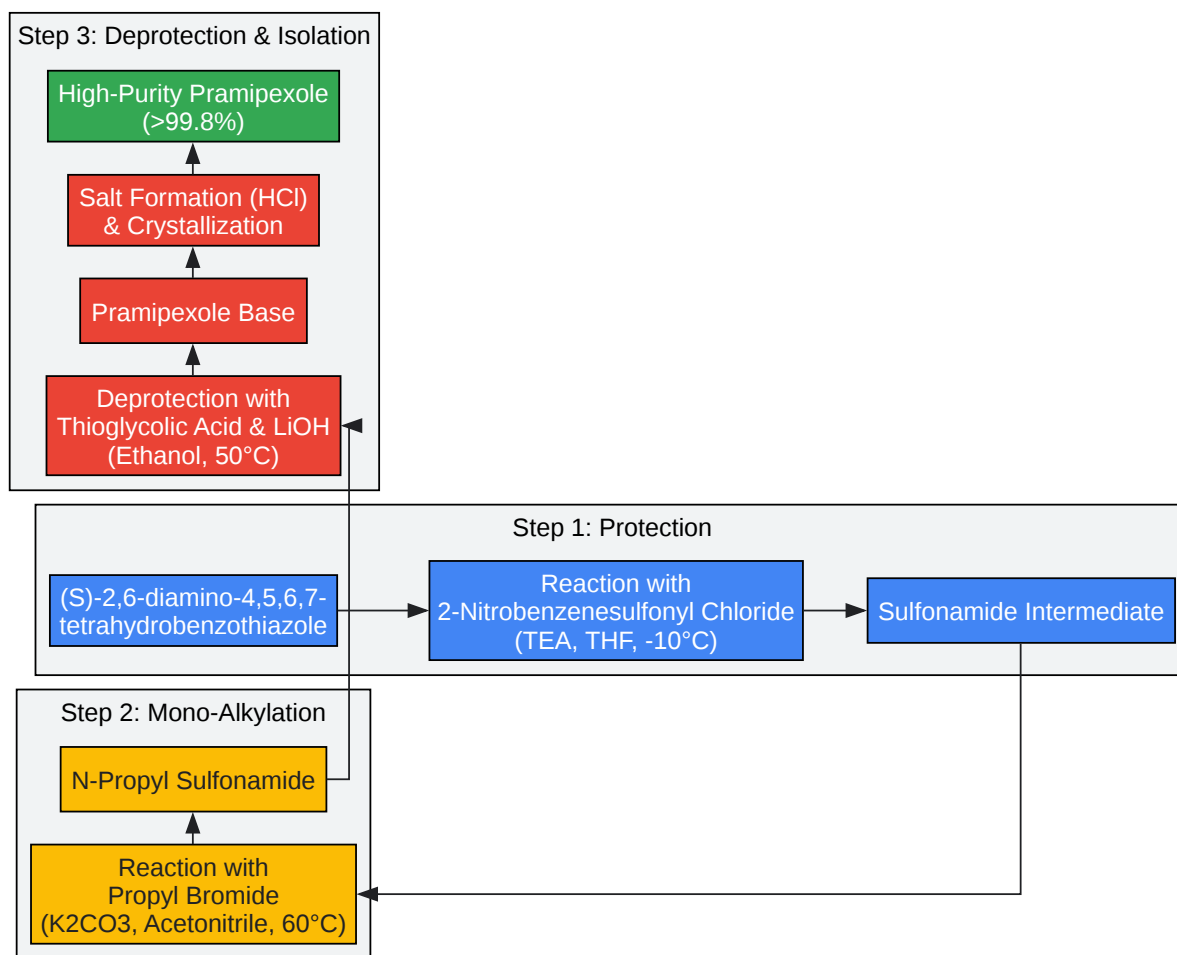 Step 3: Deprotection & Isolation
High-Purity Pramipexole
(>99.8%)
Salt Formation (HCl)
& Crystallization
Pramipexole Base
Deprotection with
Thioglycolic Acid & LiOH
(Ethanol, 50°C)
Step 1: Protection
(S)-2,6-diamino-4,5,6,7-
tetrahydrobenzothiazole
Reaction with
2-Nitrobenzenesulfonyl Chloride
(TEA, THF, -10°C)
Sulfonamide Intermediate
Step 2: Mono-Alkylation
N-Propyl Sulfonamide
Reaction with
Propyl Bromide
(K2CO3, Acetonitrile, 60°C)